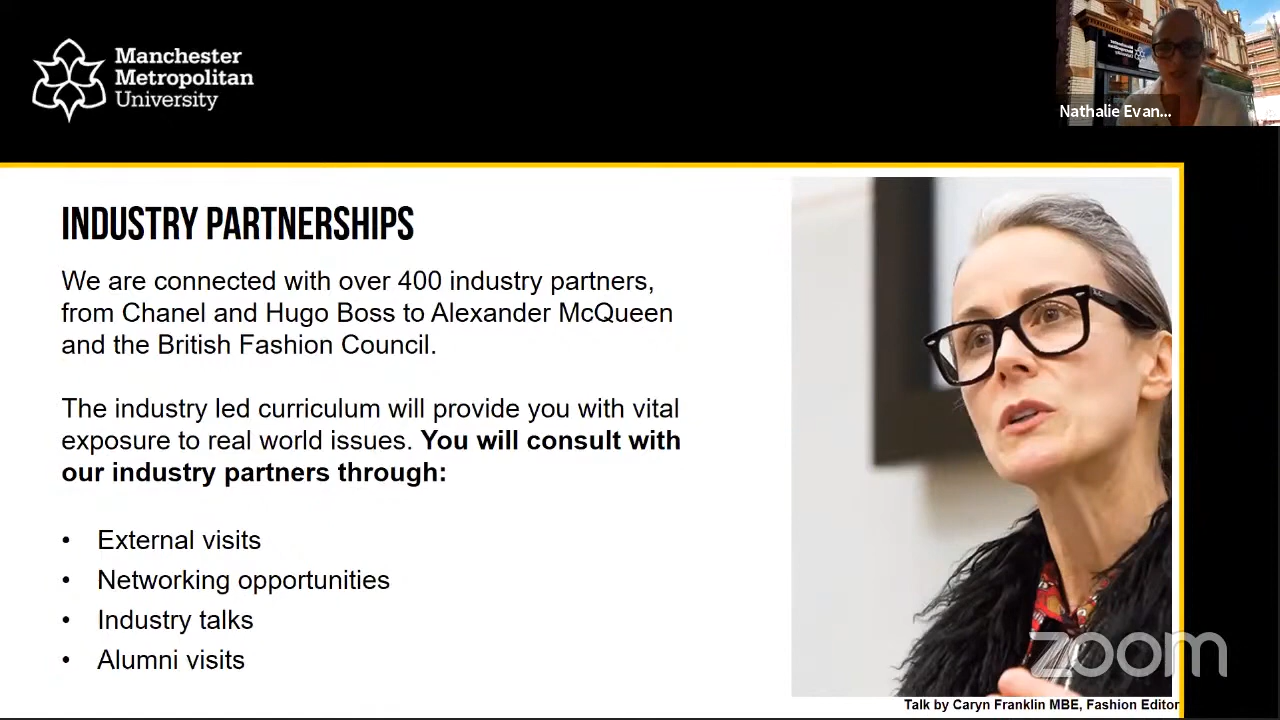 Manchester
Metropolitan
University
Nathalie Evan...
INDUSTRY PARTNERSHIPS
We are connected with over 400 industry partners,
from Chanel and Hugo Boss to Alexander McQueen
and the British Fashion Council.
The industry led curriculum will provide you with vital
exposure to real world issues. You will consult with
our industry partners through:
• External visits
• Networking opportunities
• Industry talks
• Alumni visits
zoom
Talk by Caryn Franklin MBE, Fashion Editor